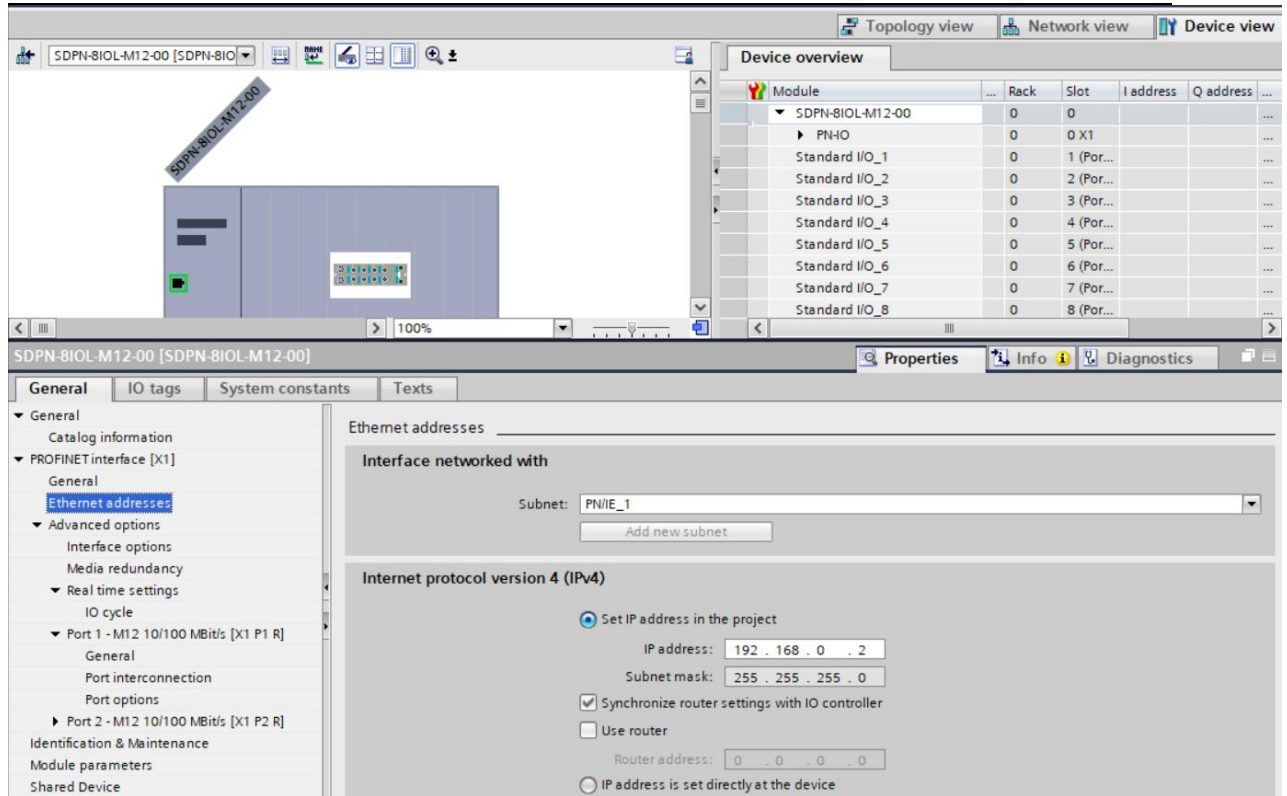 Topology view Network view Device view
SDPN-8IOL-M12-00 [SDPN-8IO
NAME
Device overview
SDPN-8IOL-M12-00
Module ... Rack Slot I address Q address ...
SDPN-8IOL-M12-00 0 0 ...
PN-IO 0 0 X1 ...
Standard I/O_1 0 1 (Por... ...
Standard I/O_2 0 2 (Por... ...
Standard I/O_3 0 3 (Por... ...
Standard I/O_4 0 4 (Por... ...
Standard I/O_5 0 5 (Por... ...
Standard I/O_6 0 6 (Por... ...
Standard I/O_7 0 7 (Por... ...
Standard I/O_8 0 8 (Por... ...
100%
SDPN-8IOL-M12-00 [SDPN-8IOL-M12-00]
Properties Info Diagnostics
General IO tags System constants Texts
General
Catalog information
PROFINET interface [X1]
General
Ethernet addresses
Advanced options
Interface options
Media redundancy
Real time settings
IO cycle
Port 1 - M12 10/100 MBit/s [X1 P1 R]
General
Port interconnection
Port options
Port 2 - M12 10/100 MBit/s [X1 P2 R]
Identification & Maintenance
Module parameters
Shared Device
Ethernet addresses
Interface networked with
Subnet: PN/IE_1
Add new subnet
Internet protocol version 4 (IPv4)
Set IP address in the project
IP address: 192 . 168 . 0 . 2
Subnet mask: 255 . 255 . 255 . 0
Synchronize router settings with IO controller
Use router
Router address: 0 . 0 . 0 . 0
IP address is set directly at the device